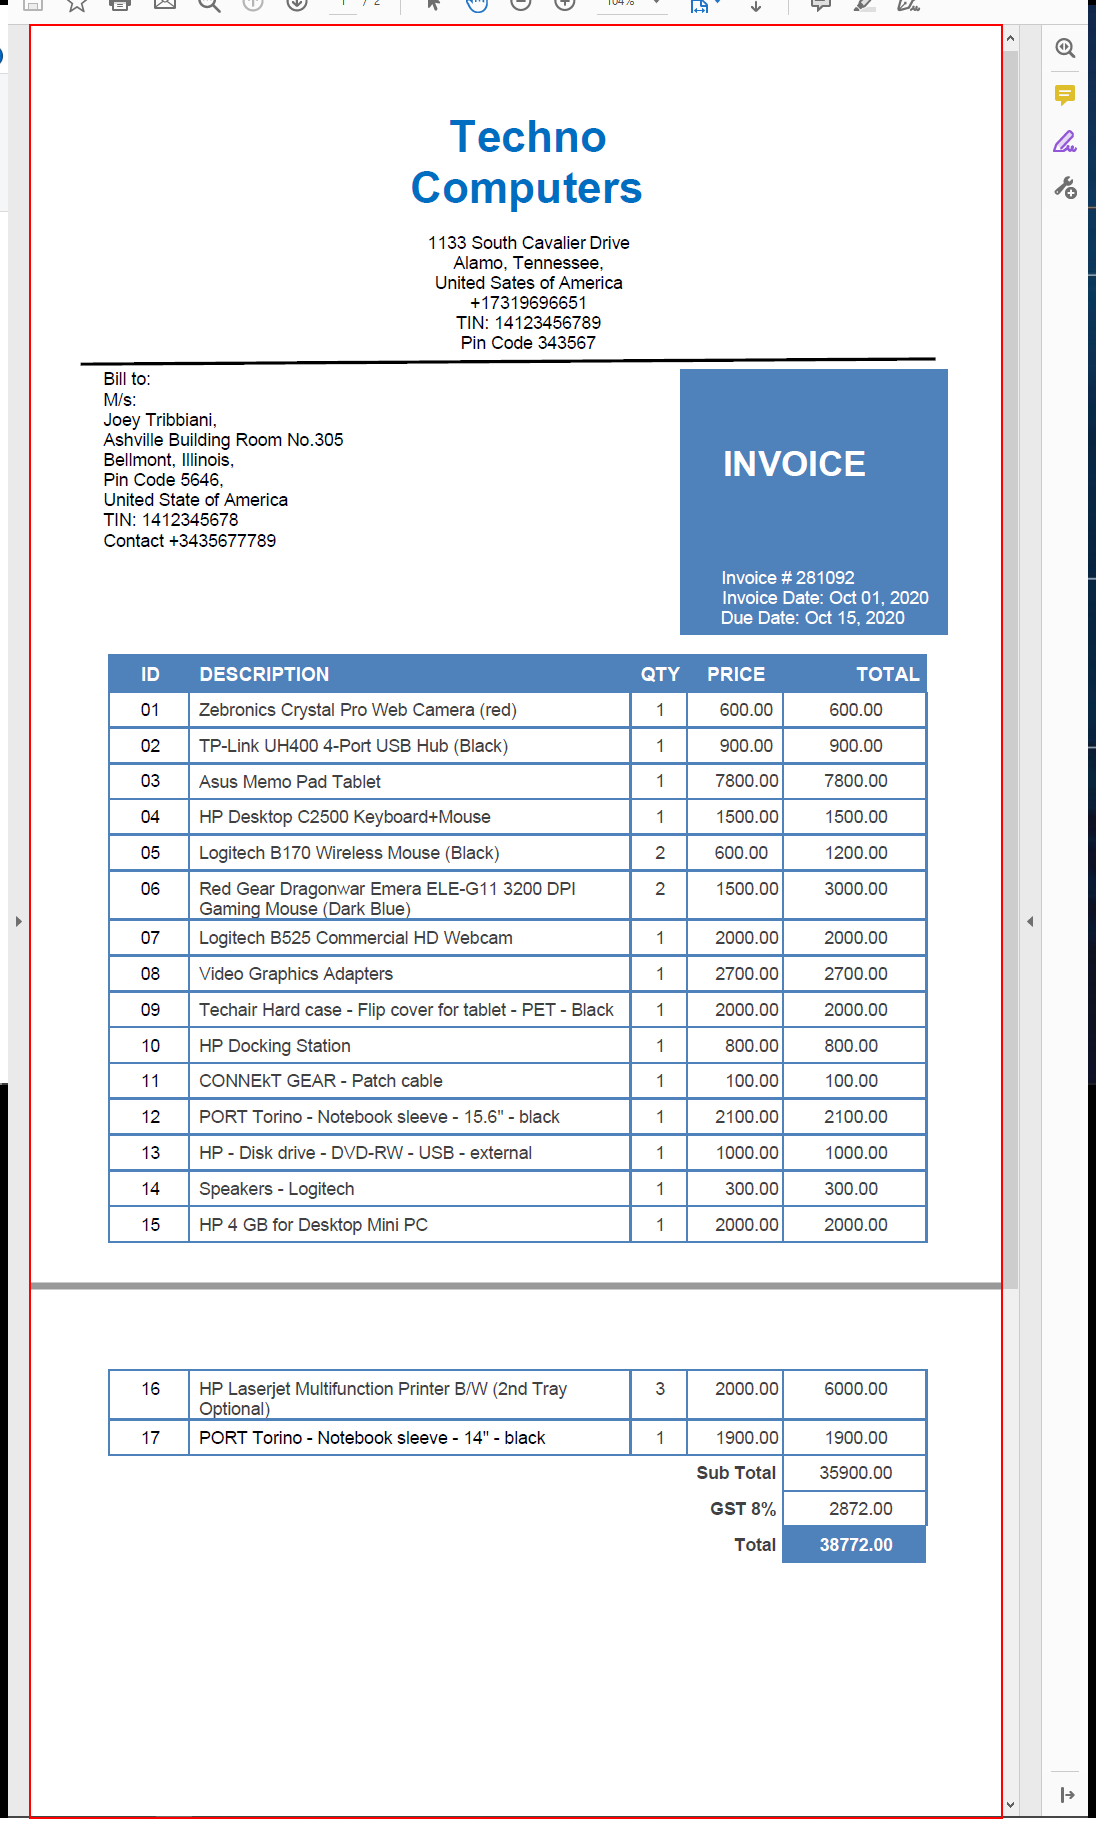 Techno
Computers
1133 South Cavalier Drive
Alamo, Tennessee,
United Sates of America
+17319696651
TIN: 14123456789
Pin Code 343567
Bill to:
M/s:
Joey Tribbiani,
Ashville Building Room No.305
Bellmont, Illinois,
Pin Code 5646,
United State of America
TIN: 1412345678
Contact +3435677789
INVOICE
Invoice # 281092
Invoice Date: Oct 01, 2020
Due Date: Oct 15, 2020
ID DESCRIPTION QTY PRICE TOTAL
01 Zebronics Crystal Pro Web Camera (red) 1 600.00 600.00
02 TP-Link UH400 4-Port USB Hub (Black) 1 900.00 900.00
03 Asus Memo Pad Tablet 1 7800.00 7800.00
04 HP Desktop C2500 Keyboard+Mouse 1 1500.00 1500.00
05 Logitech B170 Wireless Mouse (Black) 2 600.00 1200.00
06 Red Gear Dragonwar Emera ELE-G11 3200 DPI 2 1500.00 3000.00
Gaming Mouse (Dark Blue)
07 Logitech B525 Commercial HD Webcam 1 2000.00 2000.00
08 Video Graphics Adapters 1 2700.00 2700.00
09 Techair Hard case - Flip cover for tablet - PET - Black 1 2000.00 2000.00
10 HP Docking Station 1 800.00 800.00
11 CONNEkT GEAR - Patch cable 1 100.00 100.00
12 PORT Torino - Notebook sleeve - 15.6" - black 1 2100.00 2100.00
13 HP - Disk drive - DVD-RW - USB - external 1 1000.00 1000.00
14 Speakers - Logitech 1 300.00 300.00
15 HP 4 GB for Desktop Mini PC 1 2000.00 2000.00
16 HP Laserjet Multifunction Printer B/W (2nd Tray 3 2000.00 6000.00
Optional)
17 PORT Torino - Notebook sleeve - 14" - black 1 1900.00 1900.00
Sub Total 35900.00
GST 8% 2872.00
Total 38772.00